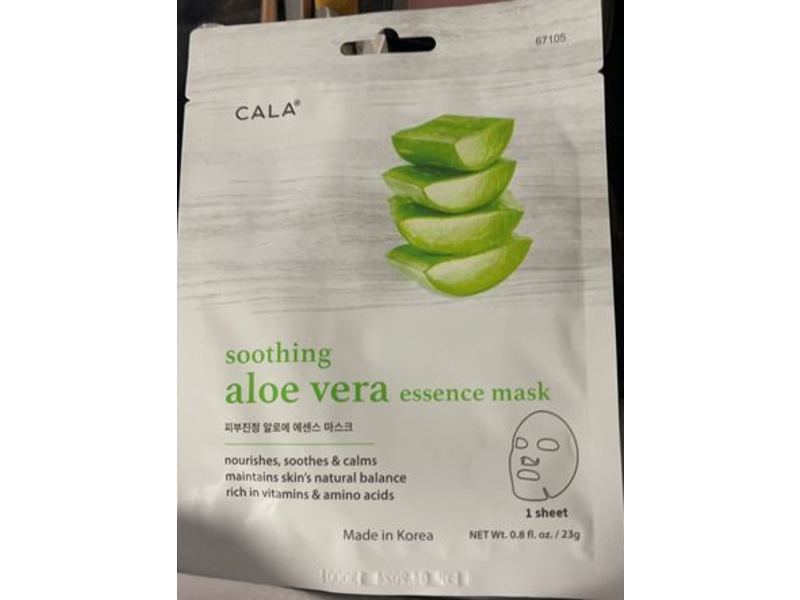 67105
CALA®
soothing
aloe vera essence mask
피부진정 알로에 에센스 마스크
nourishes, soothes & calms
maintains skin's natural balance
rich in vitamins & amino acids
1 sheet
Made in Korea
NET Wt. 0.8 fl. oz. / 23g